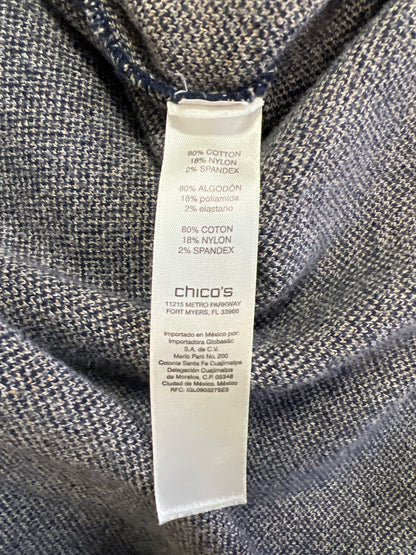 80% COTTON
18% NYLON
2% SPANDEX
80% ALGODÓN
18% poliamida
2% elastano
80% COTON
18% NYLON
2% SPANDEX
chico's
11215 METRO PARKWAY
FORT MYERS, FL 33966
Importado en México por:
Importadora Globastic
S.A. de C.V.
Mario Pani No. 200
Colonia Santa Fe Cuajimalpa
Delegación Cuajimalpa
de Morelos, C.P. 05348
Ciudad de México. México
RFC: IGL090327SE5